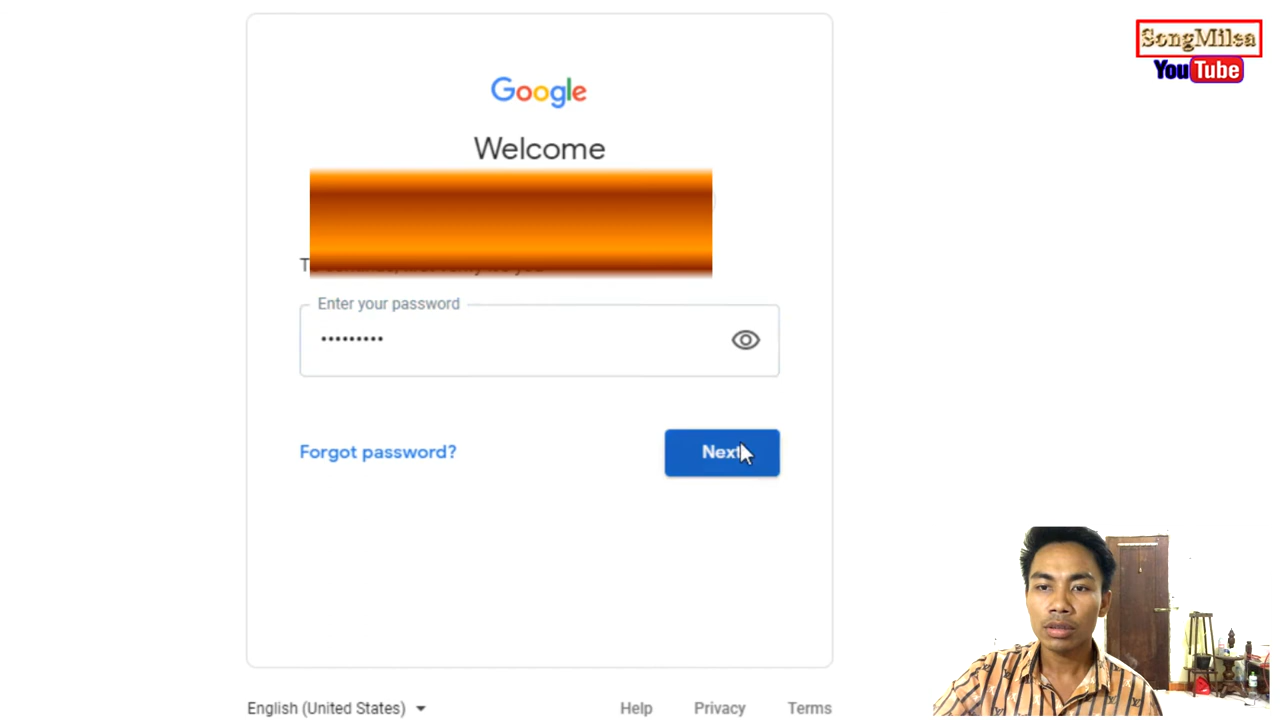 SongMilsa
YouTube
Google
Welcome
Enter your password
•••••••••
Forgot password?
Next
English (United States)
Help Privacy Terms